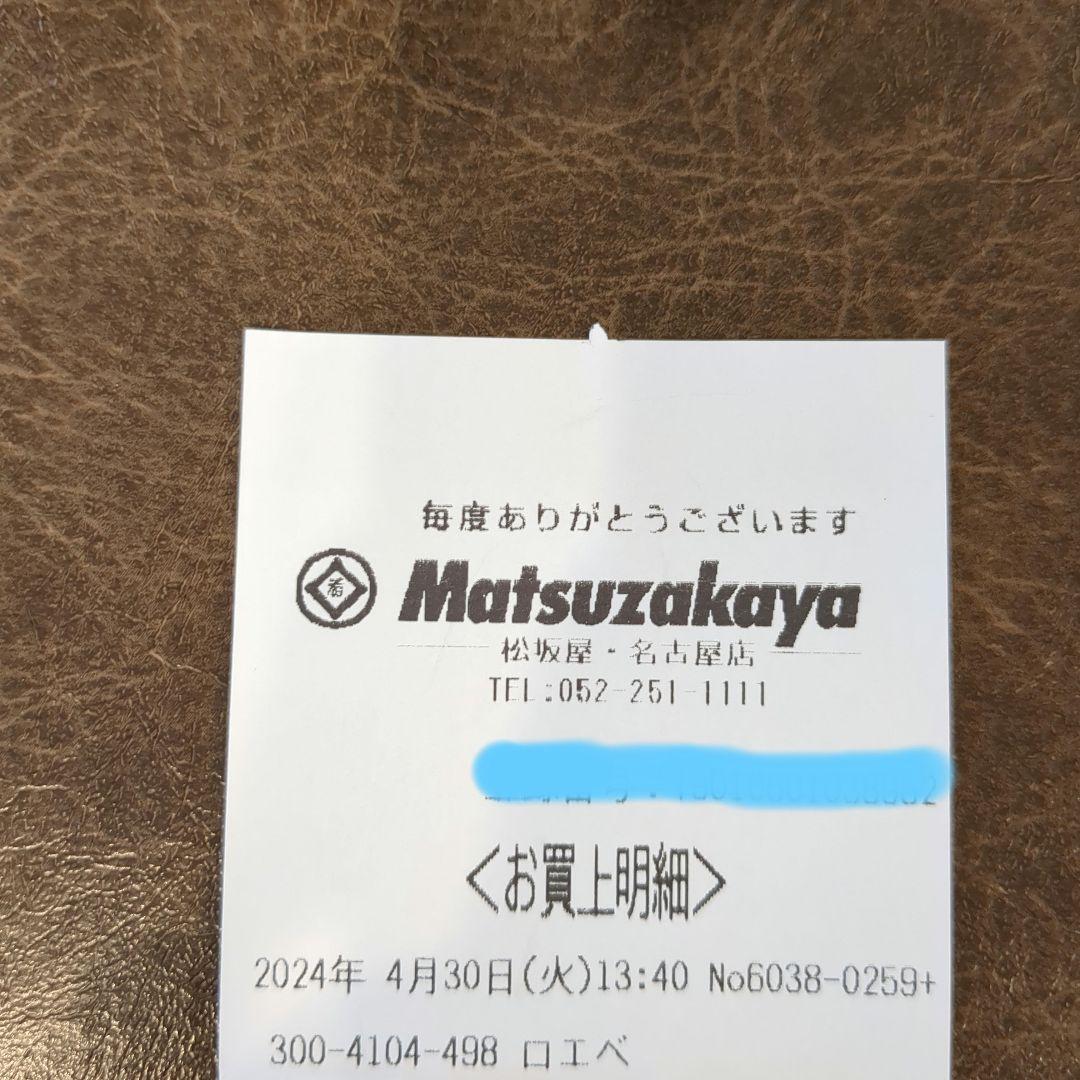 毎度ありがとうございます
Matsuzakaya
松坂屋・名古屋店
TEL:052-251-1111
<お買上明細>
2024年 4月30日(火)13:40 No6038-0259+
300-4104-498 ロエベ